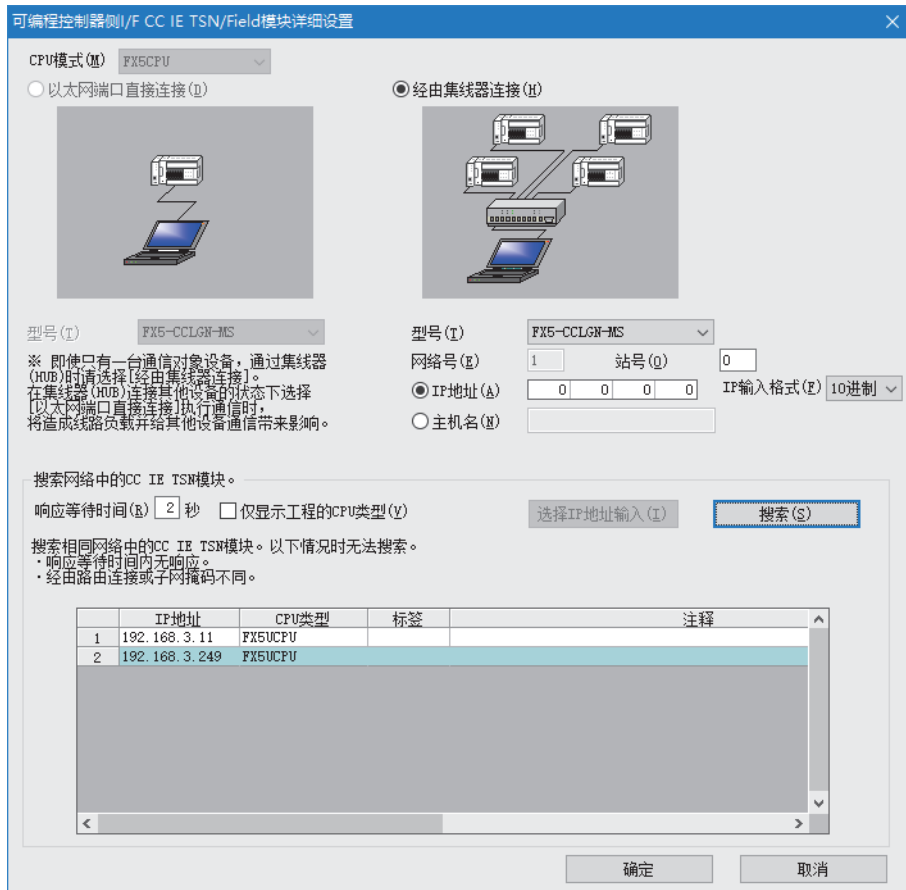 可编程控制器侧I/F CC IE TSN/Field模块详细设置
CPU模式(M) FX5CPU
以太网端口直接连接(D) 经由集线器连接(H)
型号(T) FX5-CCLGN-MS 型号(T) FX5-CCLGN-MS
※ 即使只有一台通信对象设备，通过集线器
(HUB)时请选择[经由集线器连接]。
在集线器(HUB)连接其他设备的状态下选择
[以太网端口直接连接]执行通信时，
将造成线路负载并给其他设备通信带来影响。
网络号(E) 1 站号(O) 0
IP地址(A) 0 0 0 0 IP输入格式(F) 10进制
主机名(N)
搜索网络中的CC IE TSN模块。
响应等待时间(R) 2 秒 仅显示工程的CPU类型(Y) 选择IP地址输入(I) 搜索(S)
搜索相同网络中的CC IE TSN模块。以下情况时无法搜索。
・响应等待时间内无响应。
・经由路由连接或子网掩码不同。
IP地址 CPU类型 标签 注释
1 192.168.3.11 FX5UCPU
2 192.168.3.249 FX5UCPU
确定 取消